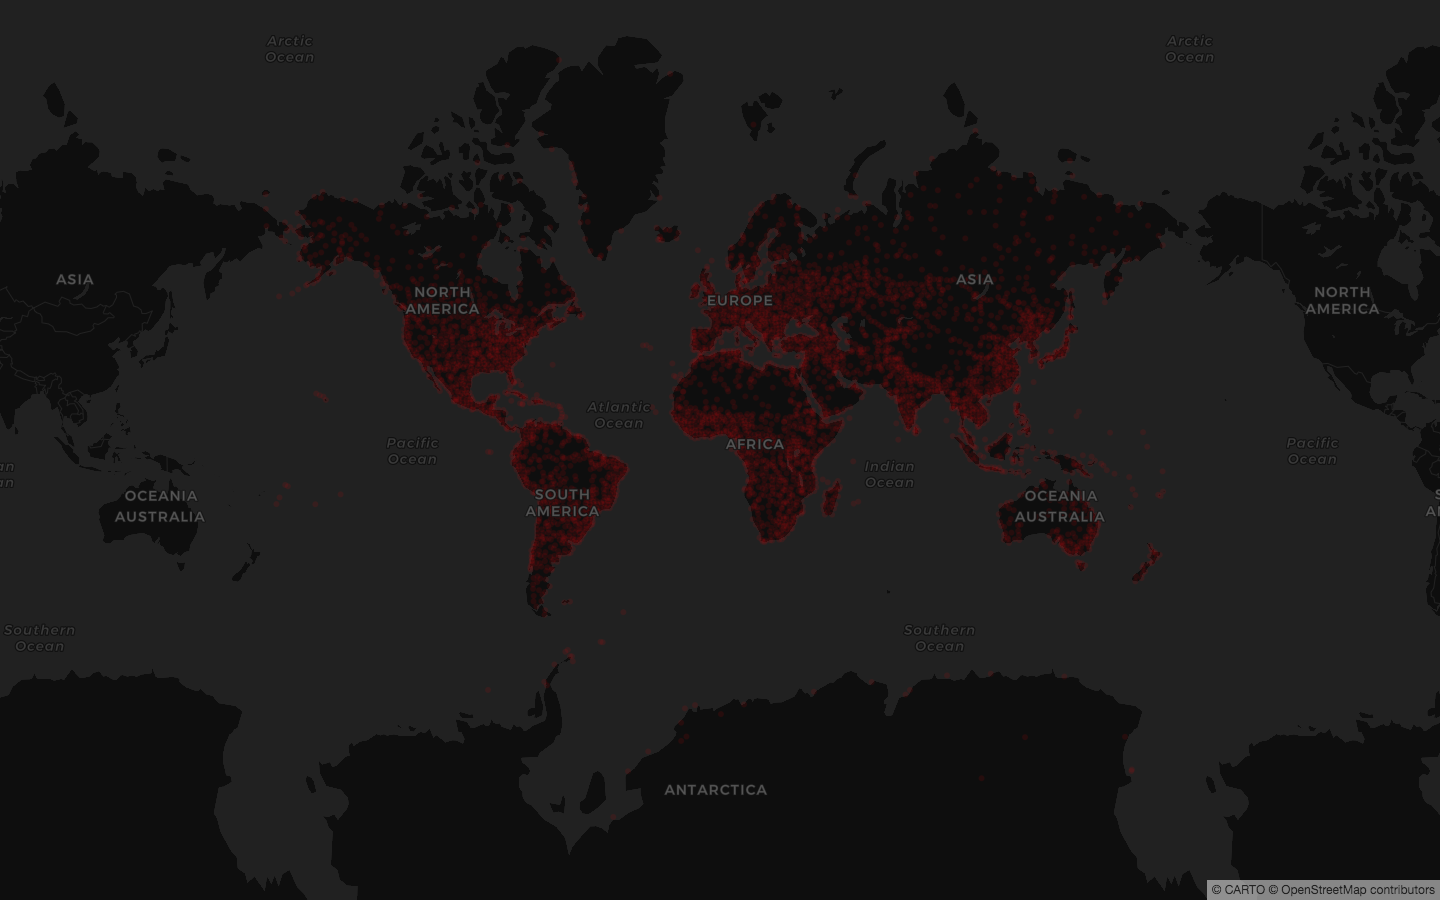 Arctic
Ocean
Arctic
Ocean
ASIA
NORTH
AMERICA
EUROPE
ASIA
NORTH
AMERICA
Atlantic
Ocean
Pacific
Ocean
AFRICA
Pacific
Ocean
an
an
Indian
Ocean
OCEANIA
AUSTRALIA
SOUTH
AMERICA
OCEANIA
AUSTRALIA
S
A
Southern
Ocean
Southern
Ocean
ANTARCTICA
© CARTO © OpenStreetMap contributors